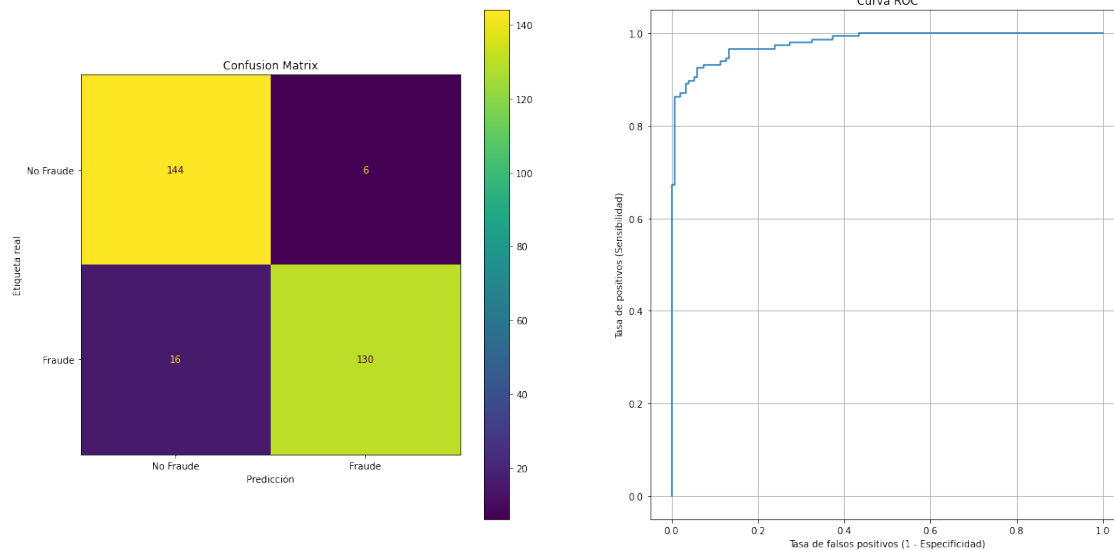 Confusion Matrix
No Fraude
Fraude
144
6
16
130
No Fraude
Fraude
Predicción
Etiqueta real
140
120
100
80
60
40
20
Curva ROC
1.0
0.8
0.6
0.4
0.2
0.0
0.0
0.2
0.4
0.6
0.8
1.0
Tasa de falsos positivos (1 - Especificidad)
Tasa de positivos (Sensibilidad)